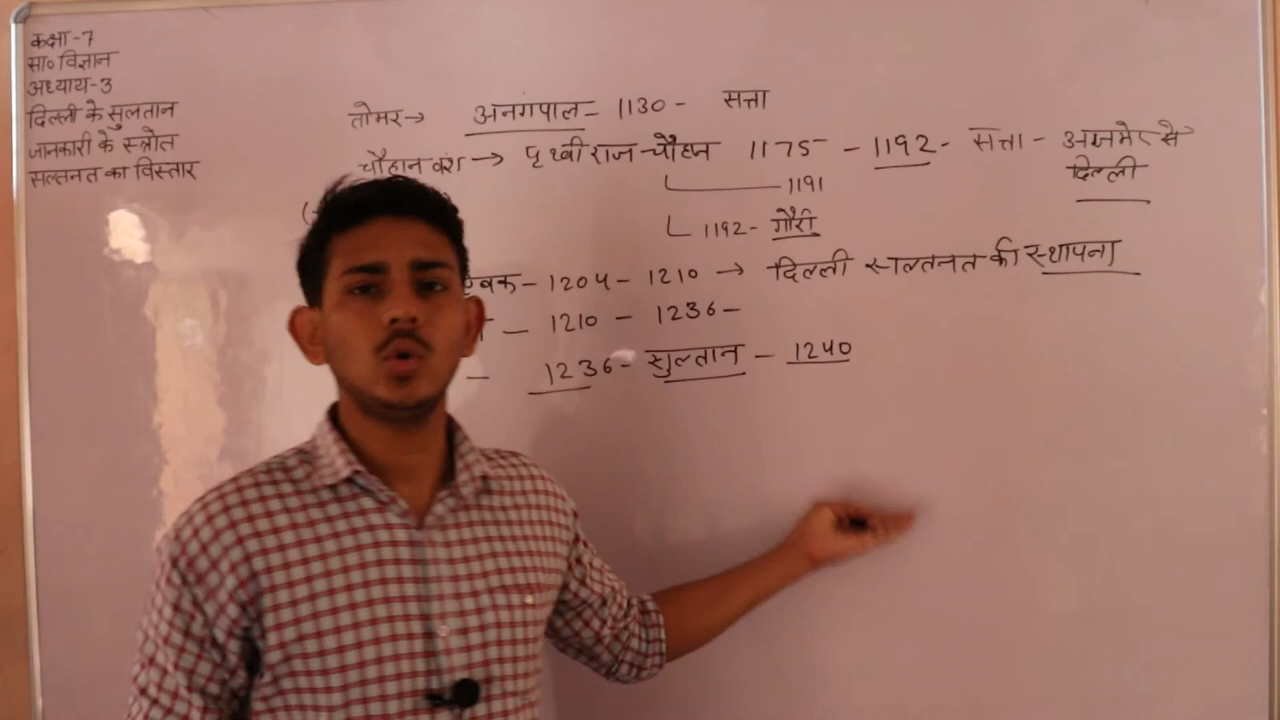 कक्षा-7
सा० विज्ञान
अध्याय-3
दिल्ली के सुलतान
जानकारी के स्त्रोत
सल्तनत का विस्तार
तोमर→ अनगपाल- 1130- सत्ता
चौहान वंश → पृथ्वीराज चौहान 1175 - 1192- सत्ता - अजमेर से दिल्ली
1191
1192- गौरी
- 1204 - 1210 → दिल्ली सल्तनत की स्थापना
- 1210 - 1236-
- 1236- सुल्तान - 1240